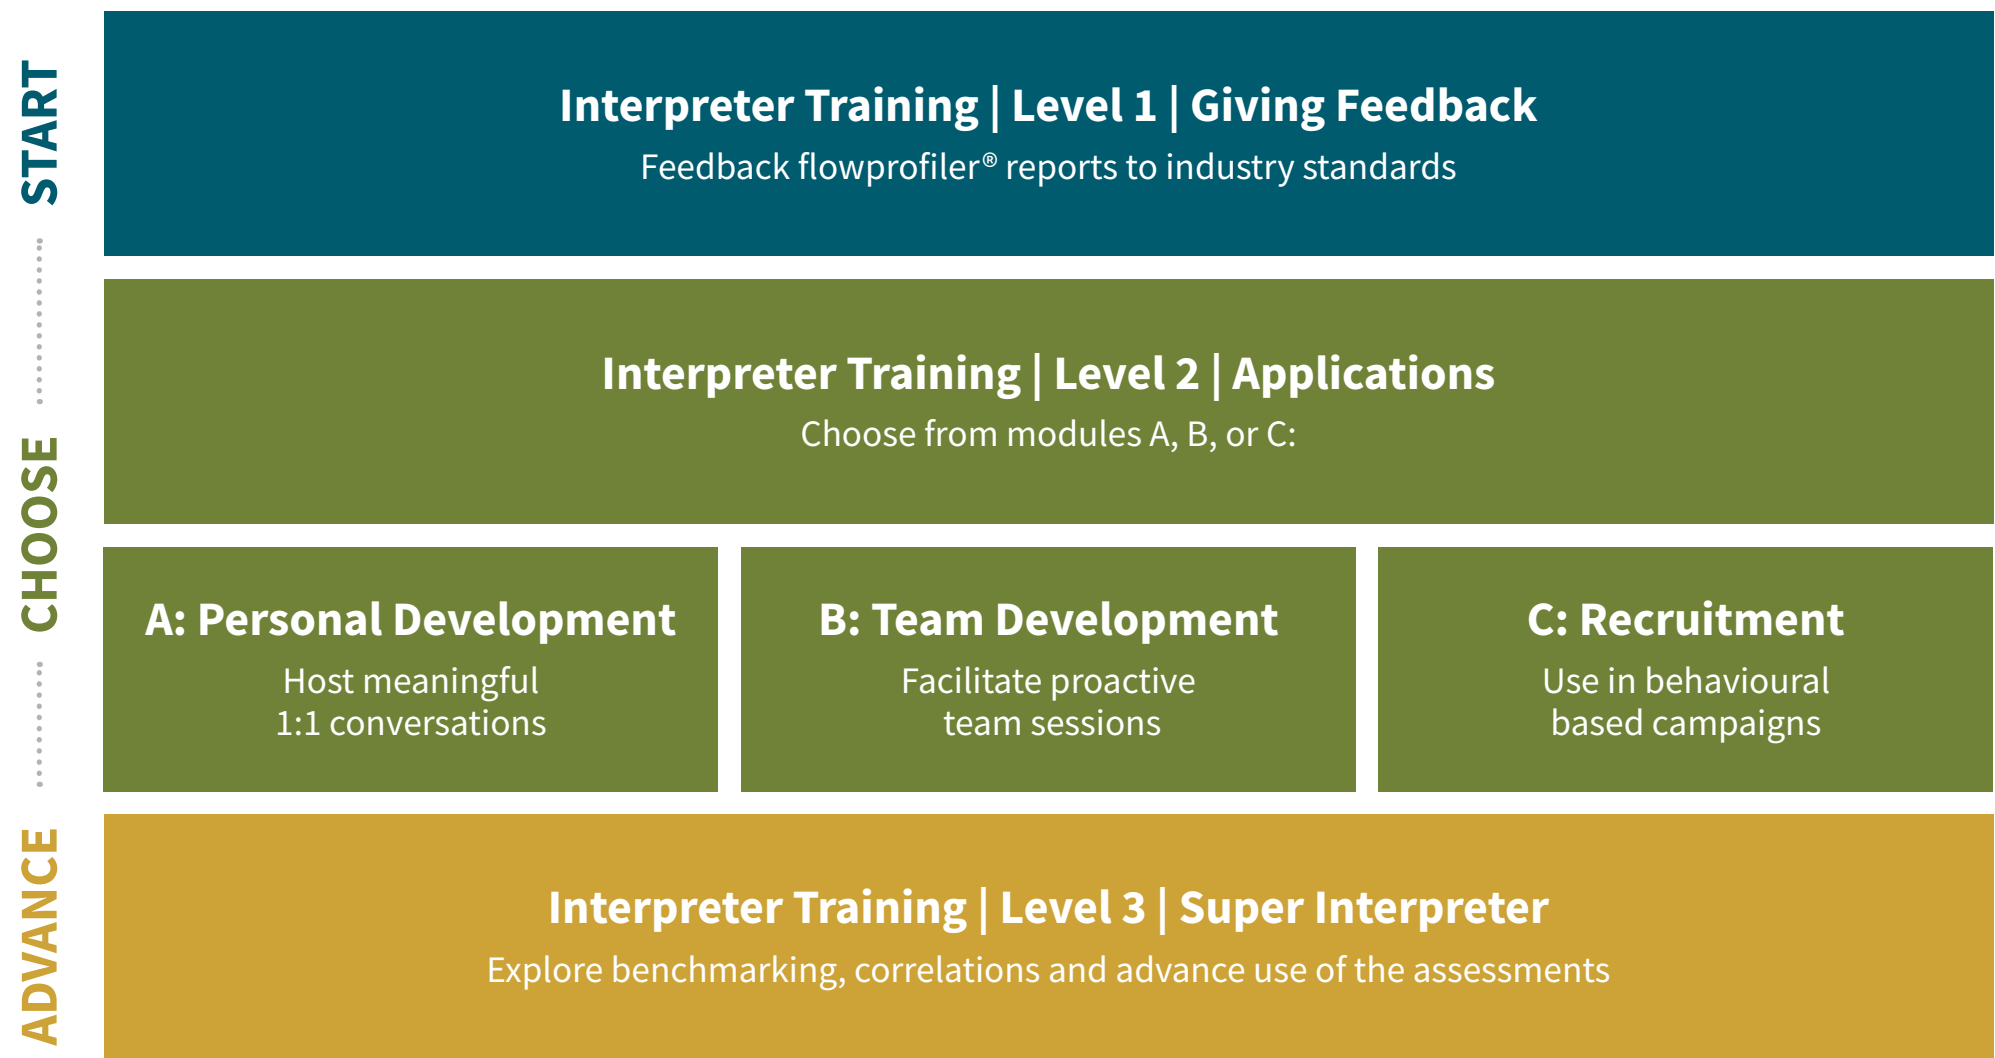 START
Interpreter Training | Level 1 | Giving Feedback
Feedback flowprofiler® reports to industry standards
CHOOSE
Interpreter Training | Level 2 | Applications
Choose from modules A, B, or C:
A: Personal Development
Host meaningful
1:1 conversations
B: Team Development
Facilitate proactive
team sessions
C: Recruitment
Use in behavioural
based campaigns
ADVANCE
Interpreter Training | Level 3 | Super Interpreter
Explore benchmarking, correlations and advance use of the assessments